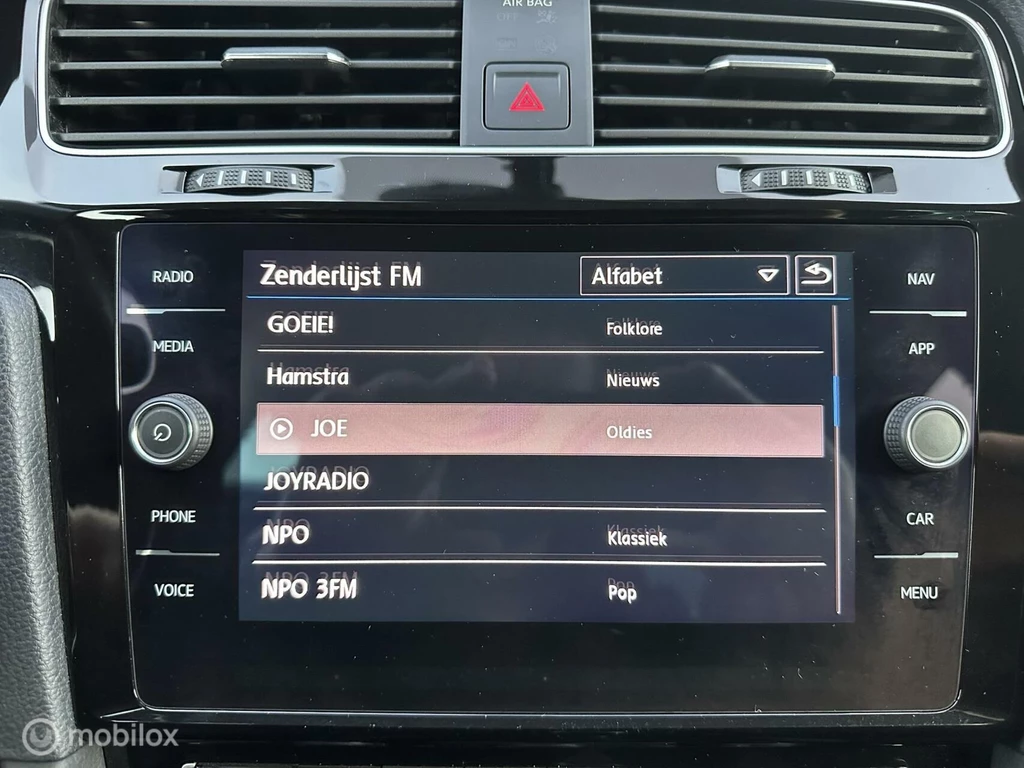 AIR BAG
OFF
RADIO
MEDIA
PHONE
VOICE
Zenderlijst FM
Alfabet
GOEIE! Folklore
Hamstra Nieuws
JOE Oldies
JOYRADIO
NPO Klassiek
NPO 3FM Pop
NAV
APP
CAR
MENU
mobilox